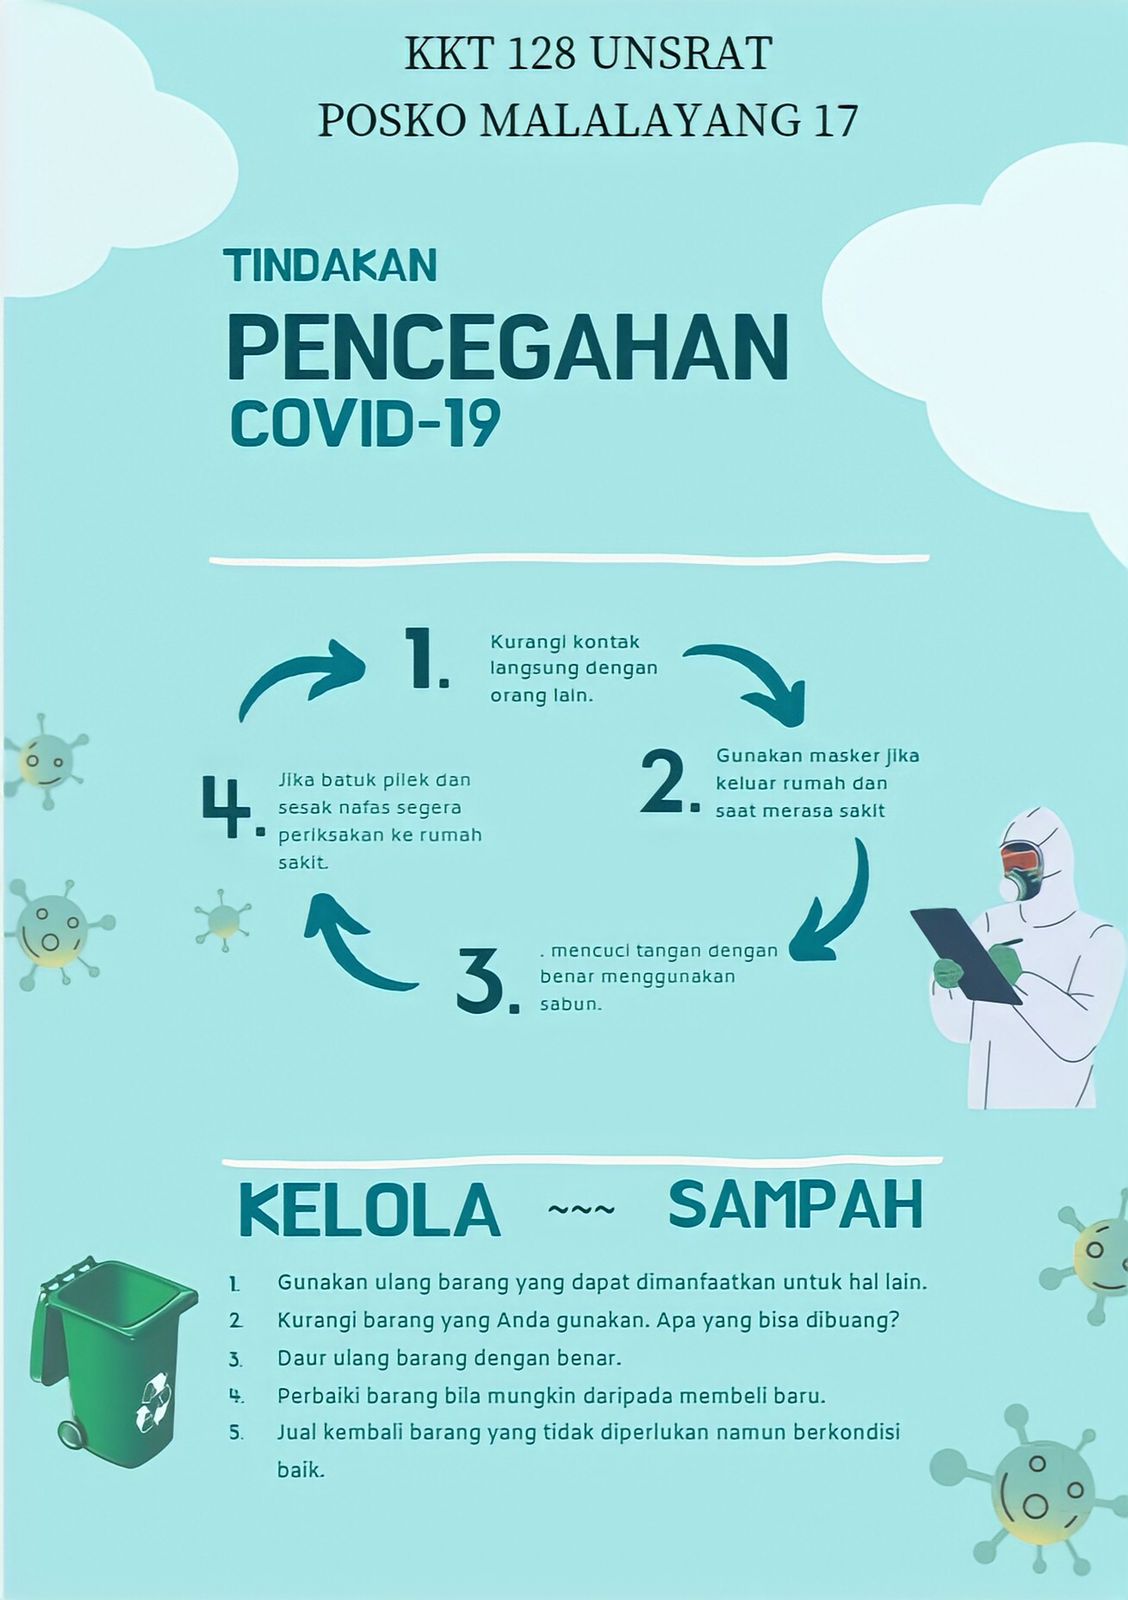 KKT 128 UNSRAT
POSKO MALALAYANG 17
TINDAKAN
PENCEGAHAN
COVID-19
1.
Kurangi kontak
langsung dengan
orang lain.
2.
Gunakan masker jika
keluar rumah dan
saat merasa sakit
3.
. mencuci tangan dengan
benar menggunakan
sabun.
4.
Jika batuk pilek dan
sesak nafas segera
periksakan ke rumah
sakit.
KELOLA ~~~ SAMPAH
1. Gunakan ulang barang yang dapat dimanfaatkan untuk hal lain.
2. Kurangi barang yang Anda gunakan. Apa yang bisa dibuang?
3. Daur ulang barang dengan benar.
4. Perbaiki barang bila mungkin daripada membeli baru.
5. Jual kembali barang yang tidak diperlukan namun berkondisi
baik.